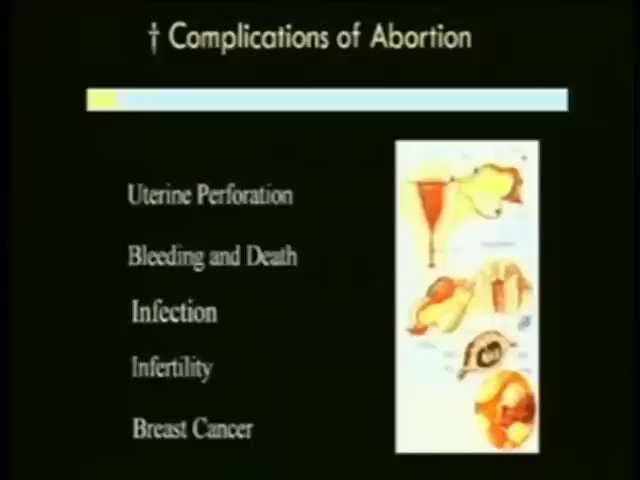 † Complications of Abortion
Uterine Perforation
Bleeding and Death
Infection
Infertility
Breast Cancer